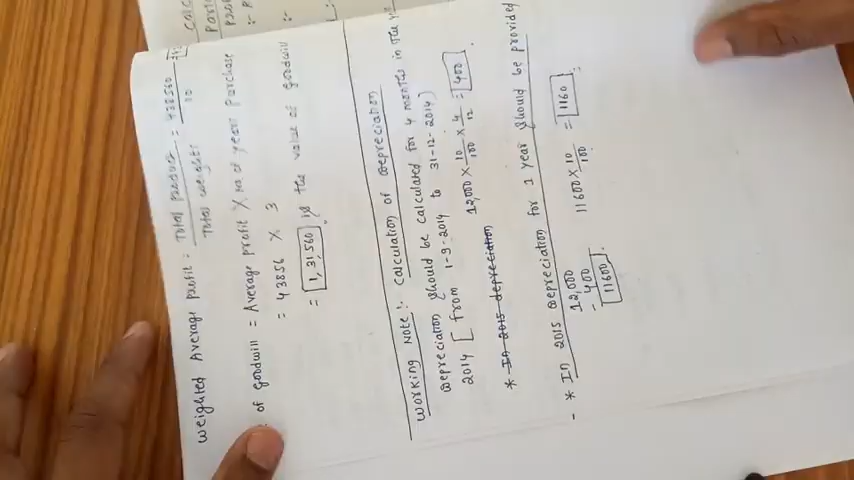 Weighted Average profit = Total product / Total weights = 438560 / 10
of goodwill = Average profit X no of years purchase
= 43856 X 3
= 1,31,560 is the value of goodwill
Working Note :. Calculation of Depreciation
Depreciation should be calculated for 4 months in the
2014 [from 1-9-2014 to 31-12-2014)
12,000 X 10/100 X 4/12 = 400
* In 2015 depreciation
- * In 2015 Depreciation for 1 year should be provided
12,000
- 400
11600
11600 X 10/100 = 1160